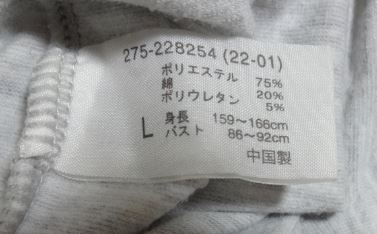 275-228254 (22-01)
ポリエステル 75%
綿 20%
ポリウレタン 5%
L 身長 159〜166cm
バスト 86〜92cm
中国製